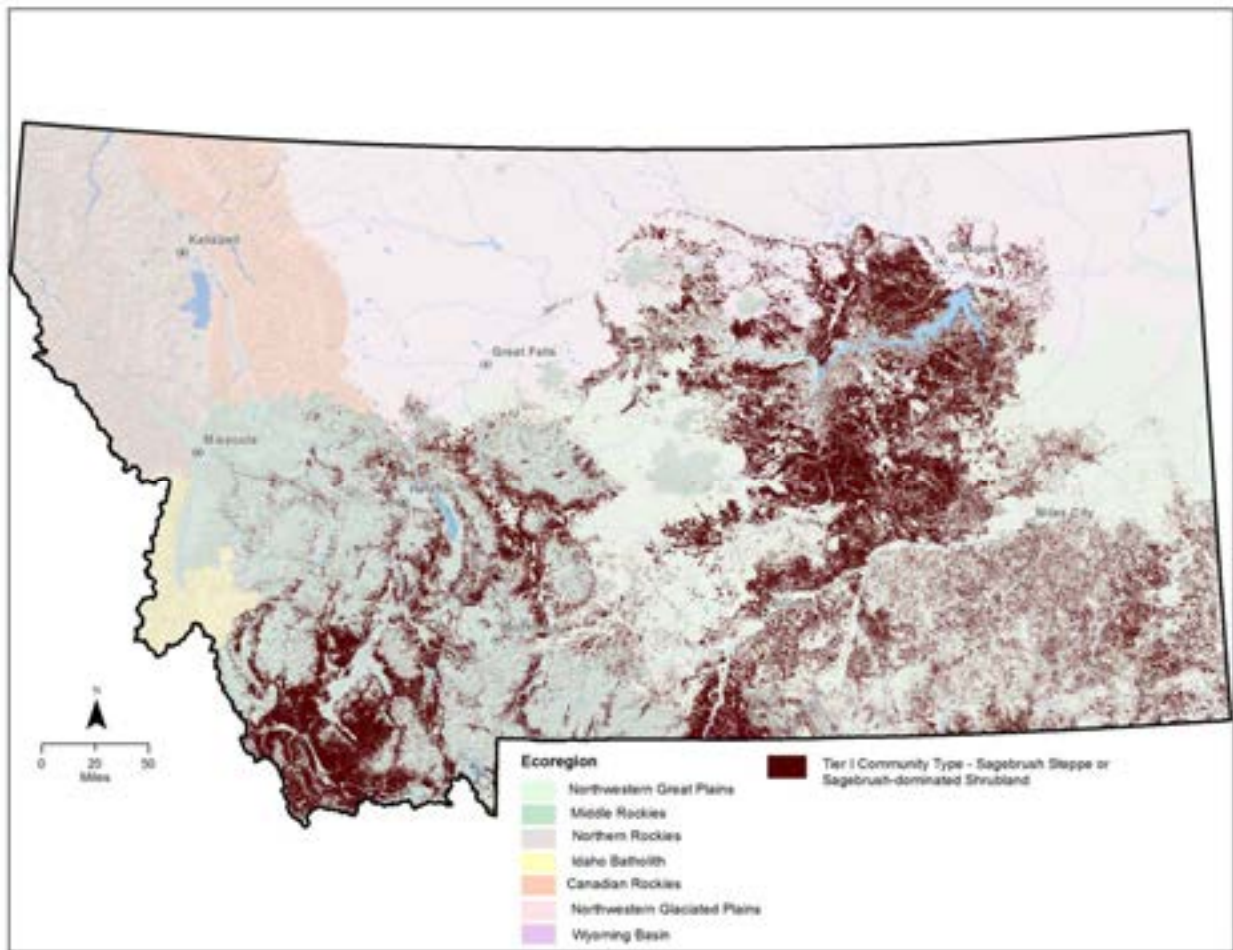 Kalispell
Glasgow
Great Falls
Missoula
Miles City
N
0 25 50
Miles
Ecoregion
Northwestern Great Plains
Middle Rockies
Northern Rockies
Idaho Batholith
Canadian Rockies
Northwestern Glaciated Plains
Wyoming Basin
Tier I Community Type - Sagebrush Steppe or
Sagebrush-dominated Shrubland